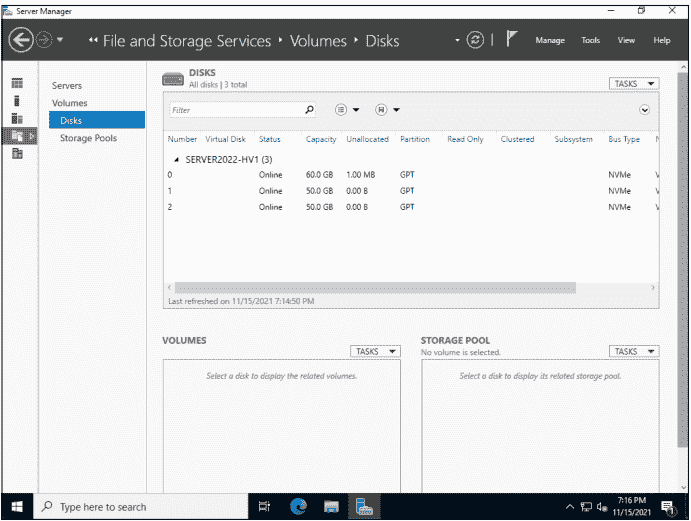 Server Manager
File and Storage Services Volumes Disks
Manage Tools View Help
Servers
Volumes
Disks
Storage Pools
DISKS
All disks | 3 total
TASKS
Filter
Number Virtual Disk Status Capacity Unallocated Partition Read Only Clustered Subsystem Bus Type
SERVER2022-HV1 (3)
0 Online 60.0 GB 1.00 MB GPT NVMe
1 Online 50.0 GB 0.00 B GPT NVMe
2 Online 50.0 GB 0.00 B GPT NVMe
Last refreshed on 11/15/2021 7:14:50 PM
VOLUMES
TASKS
Select a disk to display the related volumes.
STORAGE POOL
No volume is selected.
TASKS
Select a disk to display its related storage pool.
Type here to search
7:16 PM
11/15/2021